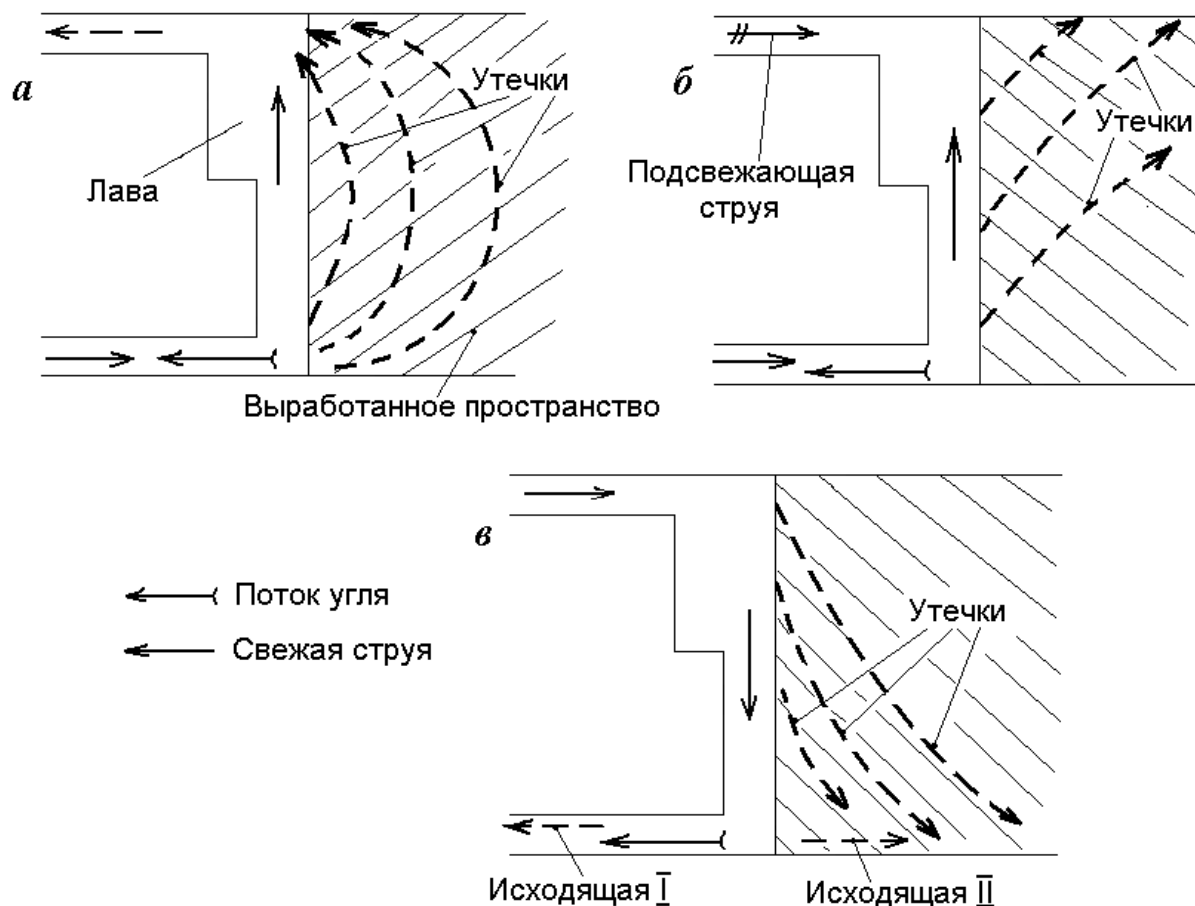 а
Утечки
Лава
Выработанное пространство
б
Утечки
Подсвежающая
струя
в
Поток угля
Свежая струя
Утечки
Исходящая I
Исходящая II